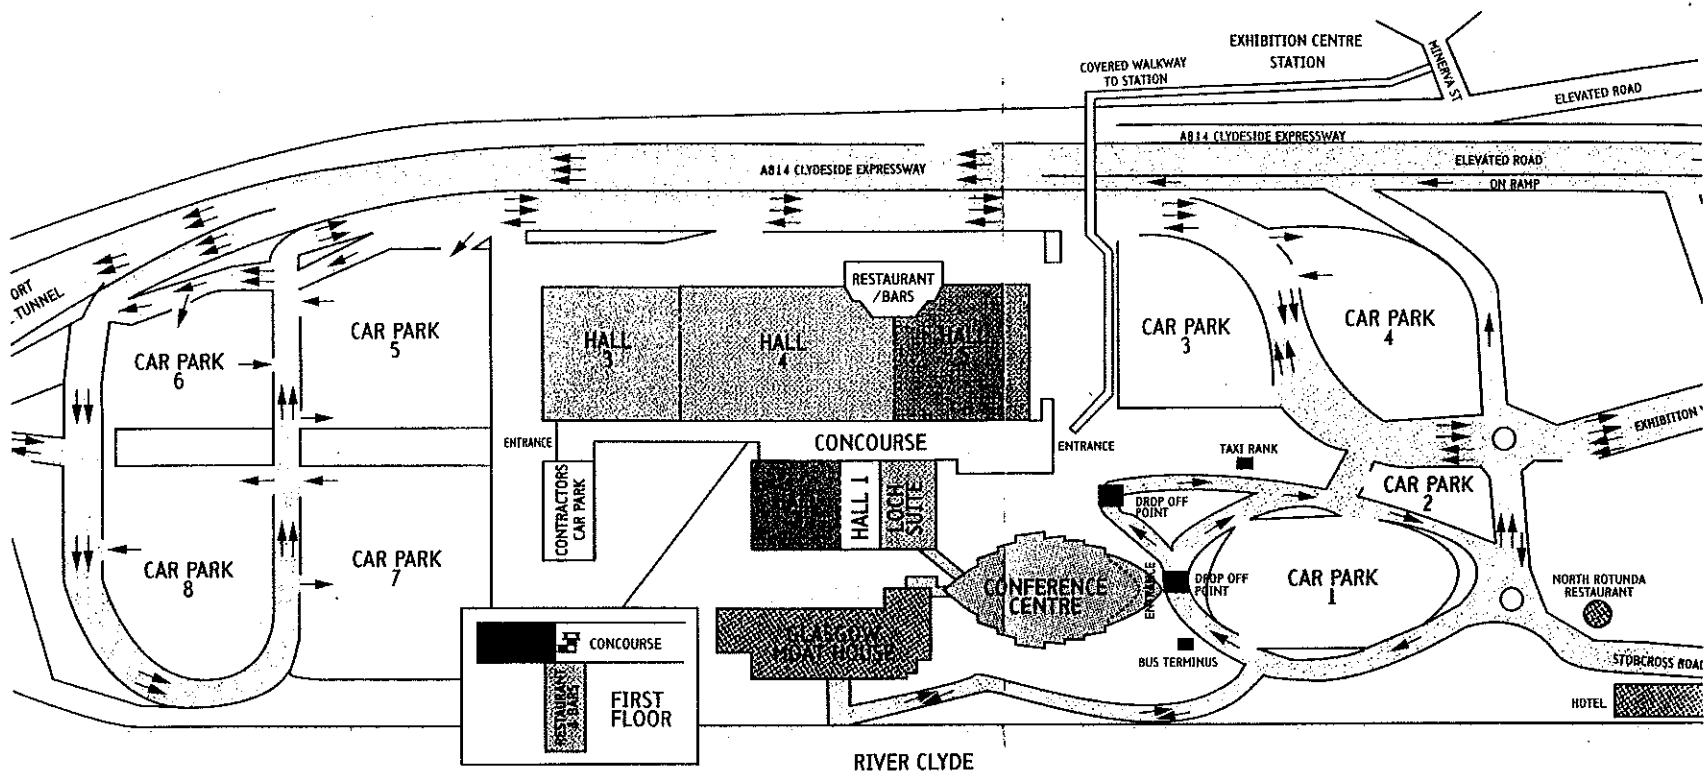 EXHIBITION CENTRE
STATION
COVERED WALKWAY
TO STATION
MINERVA ST
ELEVATED ROAD
A814 CLYDESIDE EXPRESSWAY
ELEVATED ROAD
ON RAMP
A814 CLYDESIDE EXPRESSWAY
ORT
TUNNEL
RESTAURANT
/BARS
CAR PARK
5
CAR PARK
6
HALL
3
HALL
4
HALL
5
CAR PARK
3
CAR PARK
4
ENTRANCE
CONCOURSE
ENTRANCE
EXHIBITION
TAXI RANK
CONTRACTORS
CAR PARK
HALL 1
LOCH
SUITE
DROP OFF
POINT
CAR PARK
2
CAR PARK
8
CAR PARK
7
CONFERENCE
CENTRE
ENTRANCE
DROP OFF
POINT
CAR PARK
1
NORTH ROTUNDA
RESTAURANT
GLASGOW
MOAT HOUSE
BUS TERMINUS
STOBCROSS ROAD
CONCOURSE
RESTAURANT
& BARS
FIRST
FLOOR
HOTEL
RIVER CLYDE